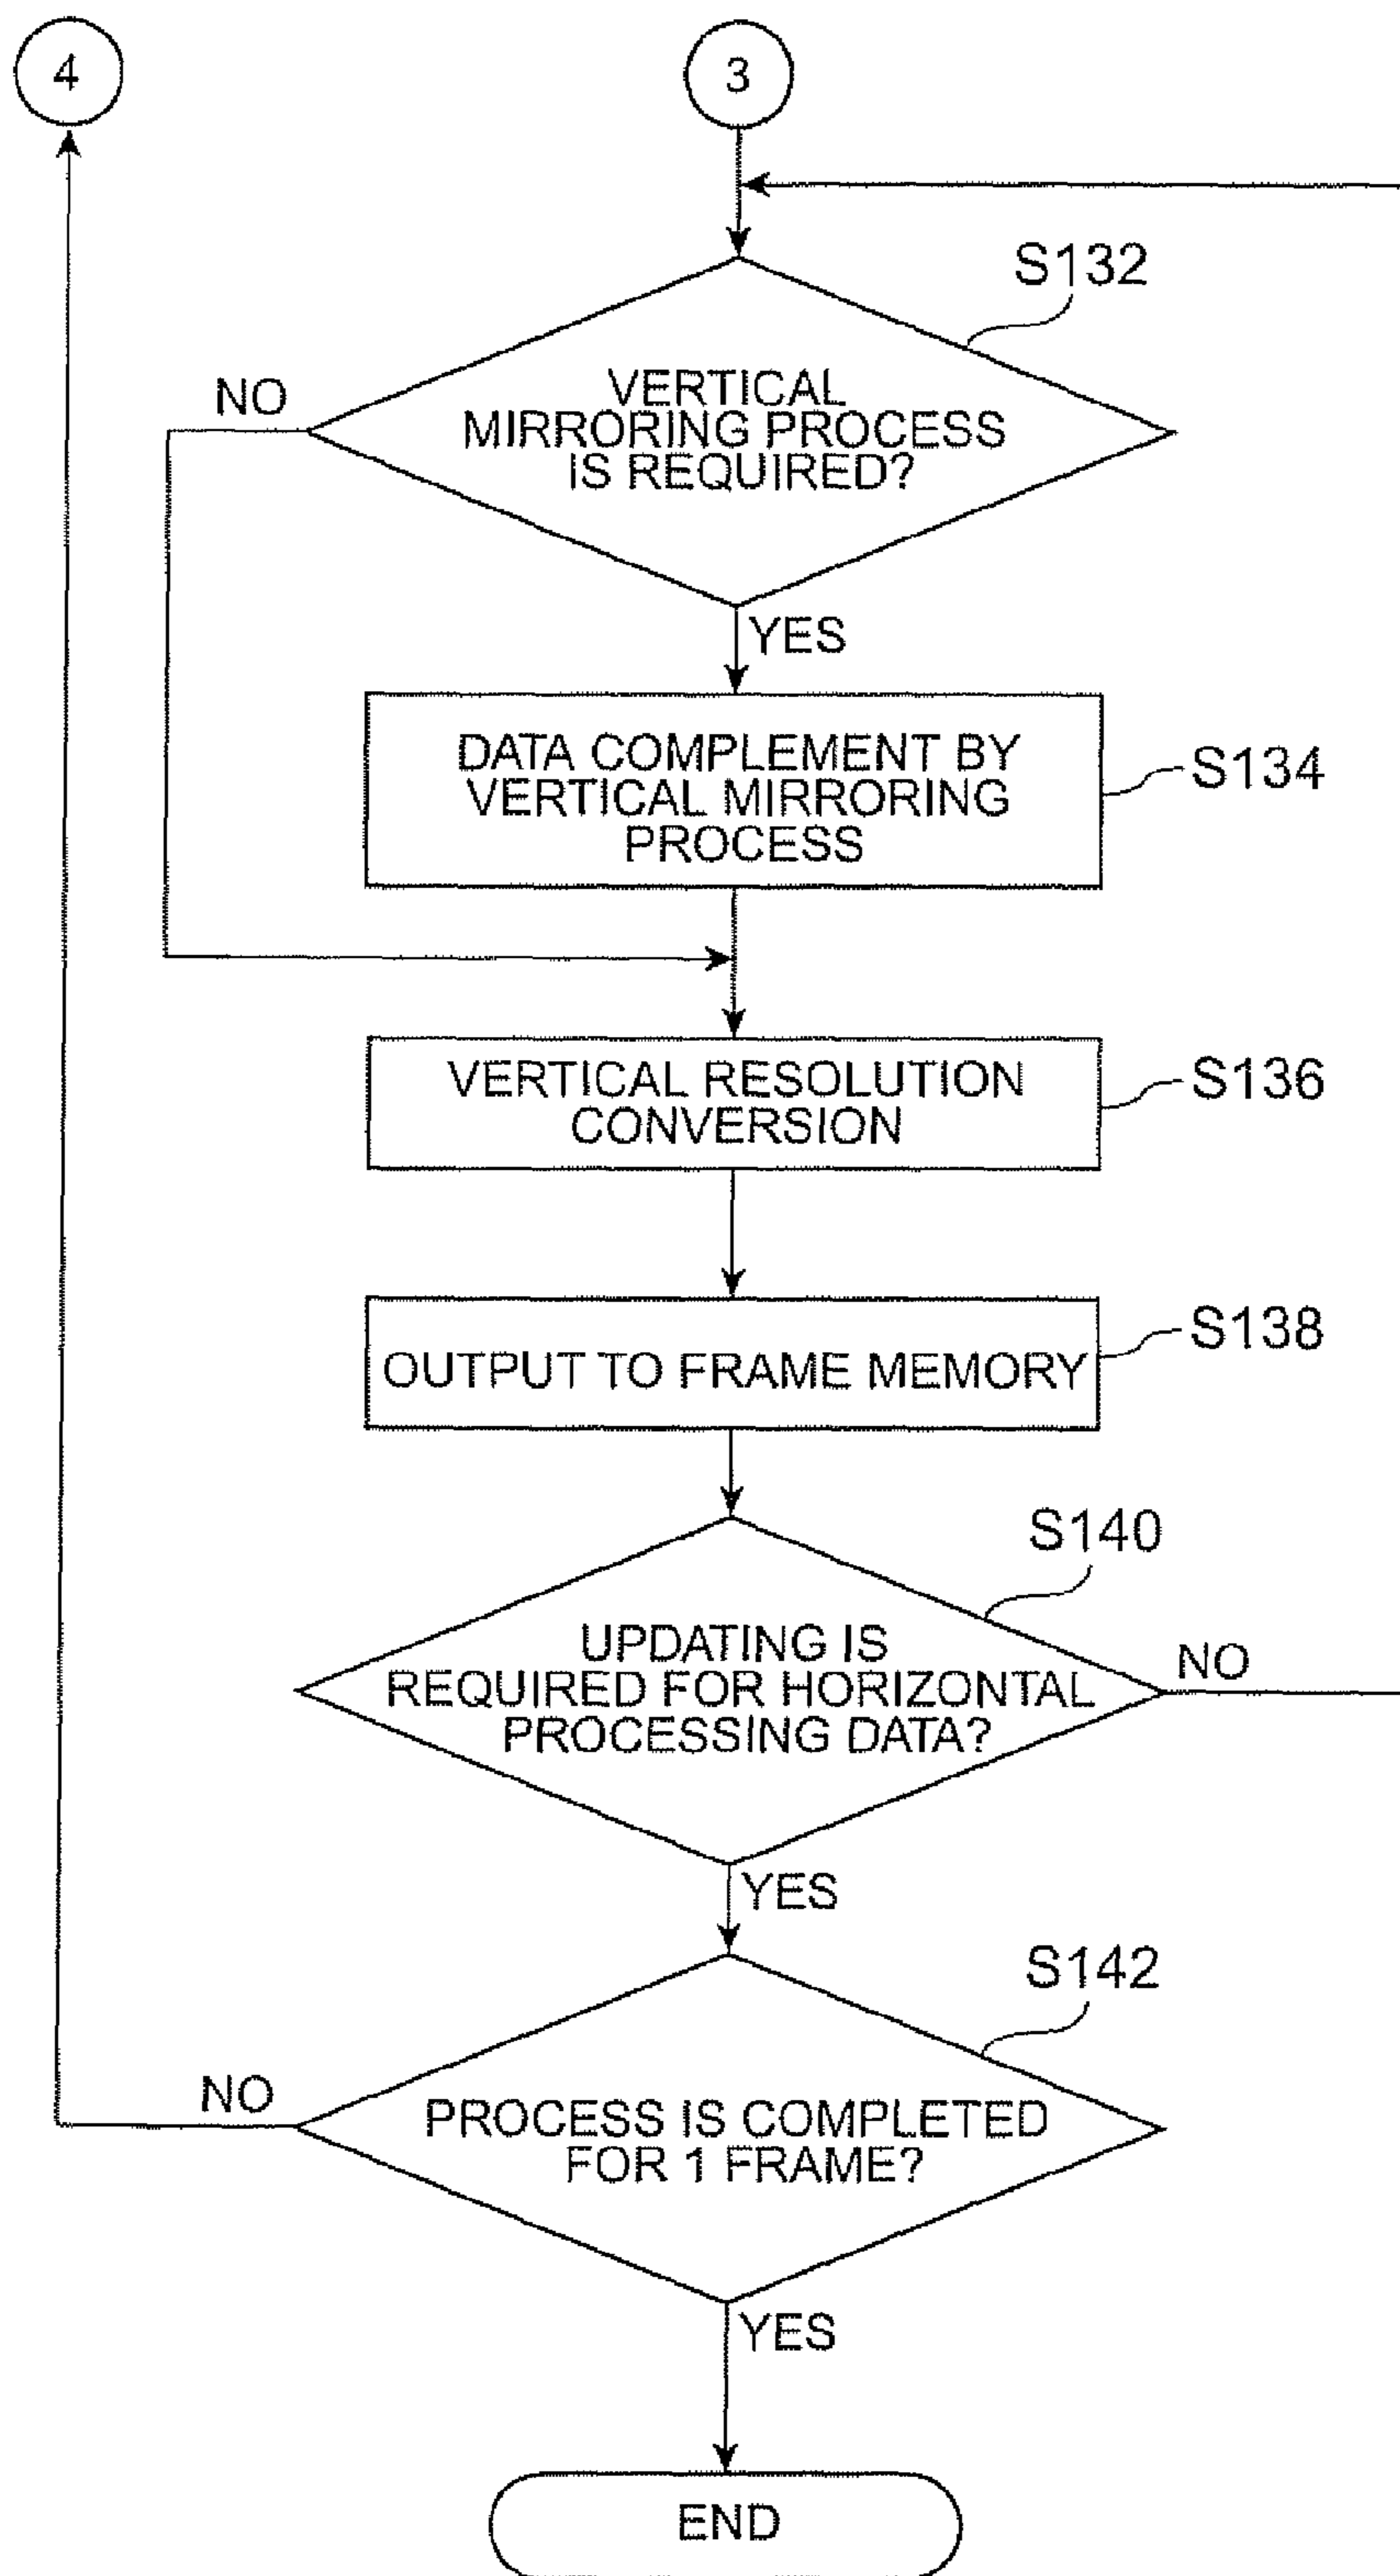 4
3
S132
VERTICAL
MIRRORING PROCESS
IS REQUIRED?
NO
YES
DATA COMPLEMENT BY
VERTICAL MIRRORING
PROCESS
S134
VERTICAL RESOLUTION
CONVERSION
S136
OUTPUT TO FRAME MEMORY
S138
S140
UPDATING IS
REQUIRED FOR HORIZONTAL
PROCESSING DATA?
NO
YES
S142
PROCESS IS COMPLETED
FOR 1 FRAME?
NO
YES
END